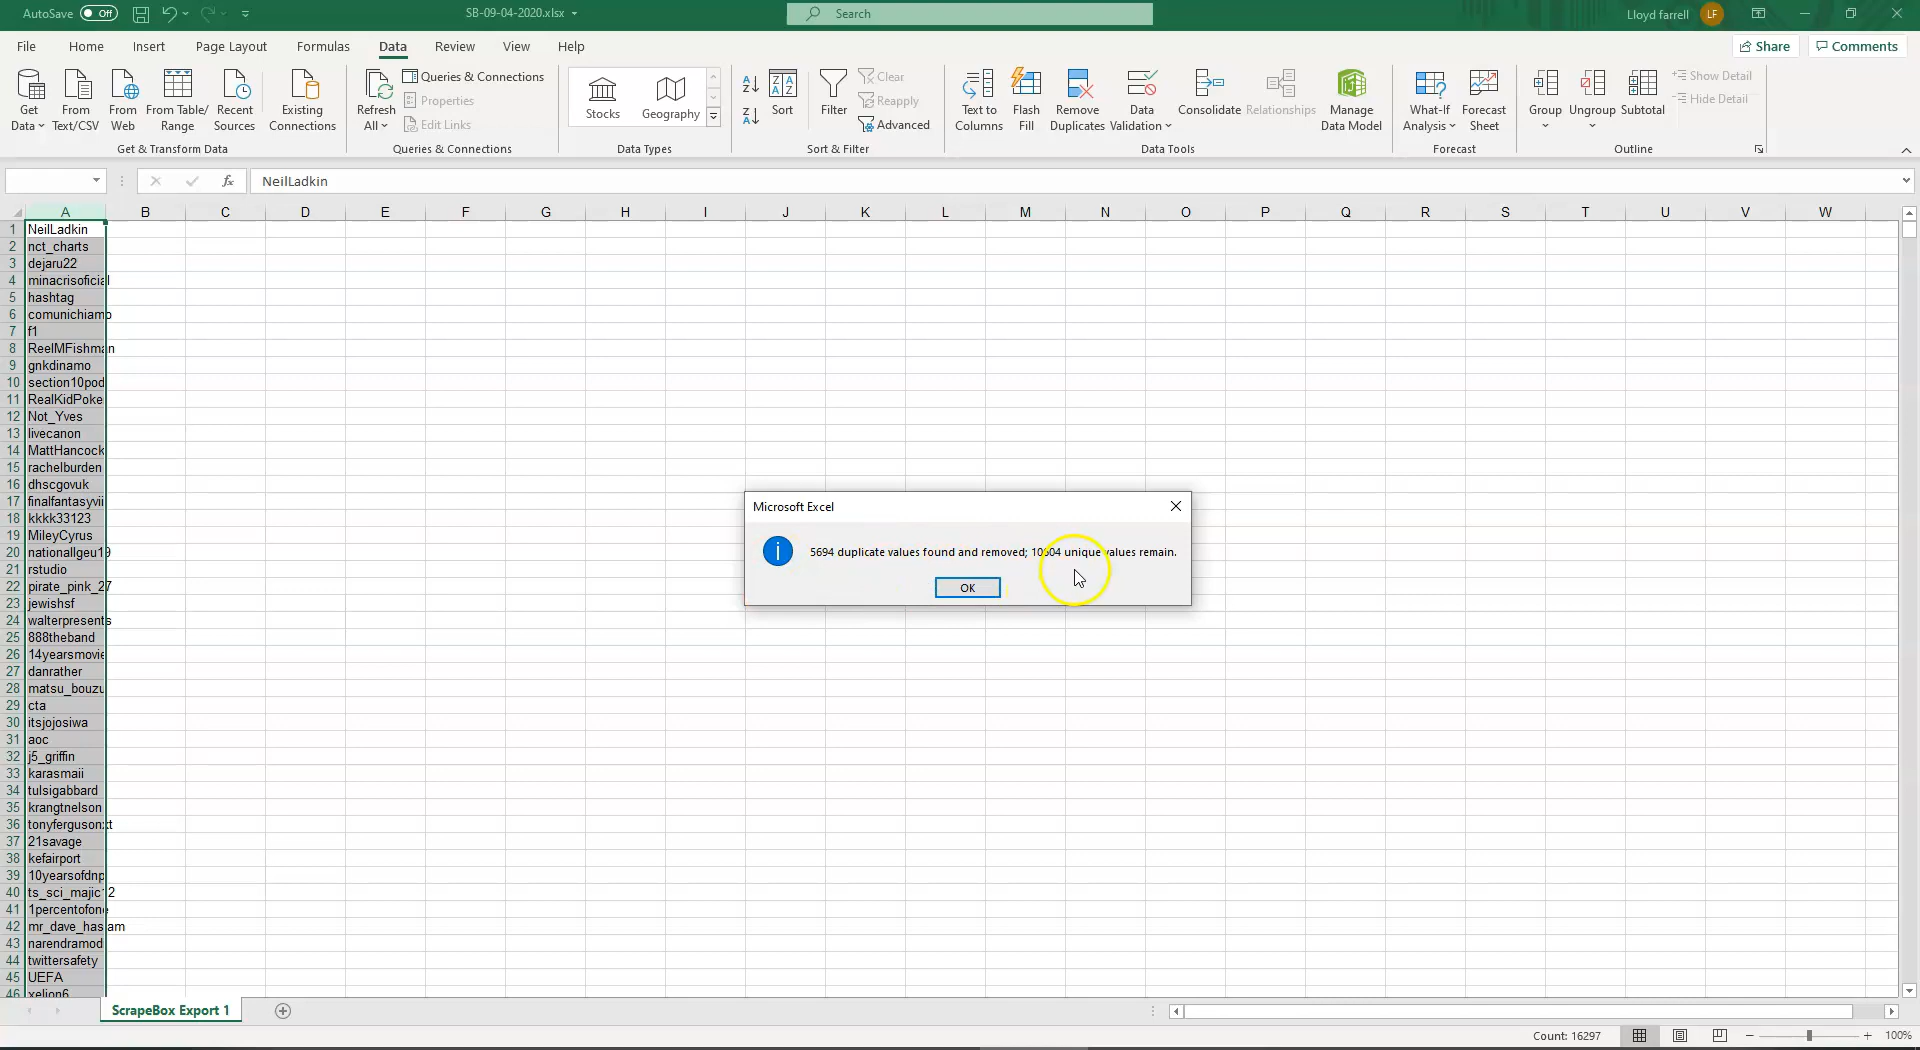 AutoSave Off SB-09-04-2020.xlsx Search Lloyd farrell LF
File Home Insert Page Layout Formulas Data Review View Help Share Comments
Get Data From Text/CSV From Web From Table/ Range Recent Sources Existing Connections
Get & Transform Data
Refresh All Queries & Connections
Properties
Edit Links
Queries & Connections
Stocks Geography
Data Types
Sort Filter Clear
Reapply
Advanced
Sort & Filter
Text to Columns Flash Fill Remove Duplicates Data Validation Consolidate Relationships Manage Data Model
Data Tools
What-If Analysis Forecast Sheet
Forecast
Group Ungroup Subtotal Show Detail
Hide Detail
Outline
fx NeilLadkin
A B C D E F G H I J K L M N O P Q R S T U V W
1 NeilLadkin
2 nct_charts
3 dejaru22
4 minacrisoficial
5 hashtag
6 comunichiamo
7 f1
8 ReelMFishman
9 gnkdinamo
10 section10pod
11 RealKidPoke
12 Not_Yves
13 livecanon
14 MattHancock
15 rachelburden
16 dhscgovuk
17 finalfantasyvii
18 kkkk33123
19 MileyCyrus
20 nationallgeu19
21 rstudio
22 pirate_pink_27
23 jewishsf
24 walterpresents
25 888theband
26 14yearsmovie
27 danrather
28 matsu_bouzu
29 cta
30 itsjojosiwa
31 aoc
32 j5_griffin
33 karasmaii
34 tulsigabbard
35 krangtnelson
36 tonyfergusonxt
37 21savage
38 kefairport
39 10yearsofdnp
40 ts_sci_majic12
41 1percentofone
42 mr_dave_haslam
43 narendramod
44 twittersafety
45 UEFA
46 xelion6
Microsoft Excel
5694 duplicate values found and removed; 10604 unique values remain.
OK
ScrapeBox Export 1
Count: 16297 100%